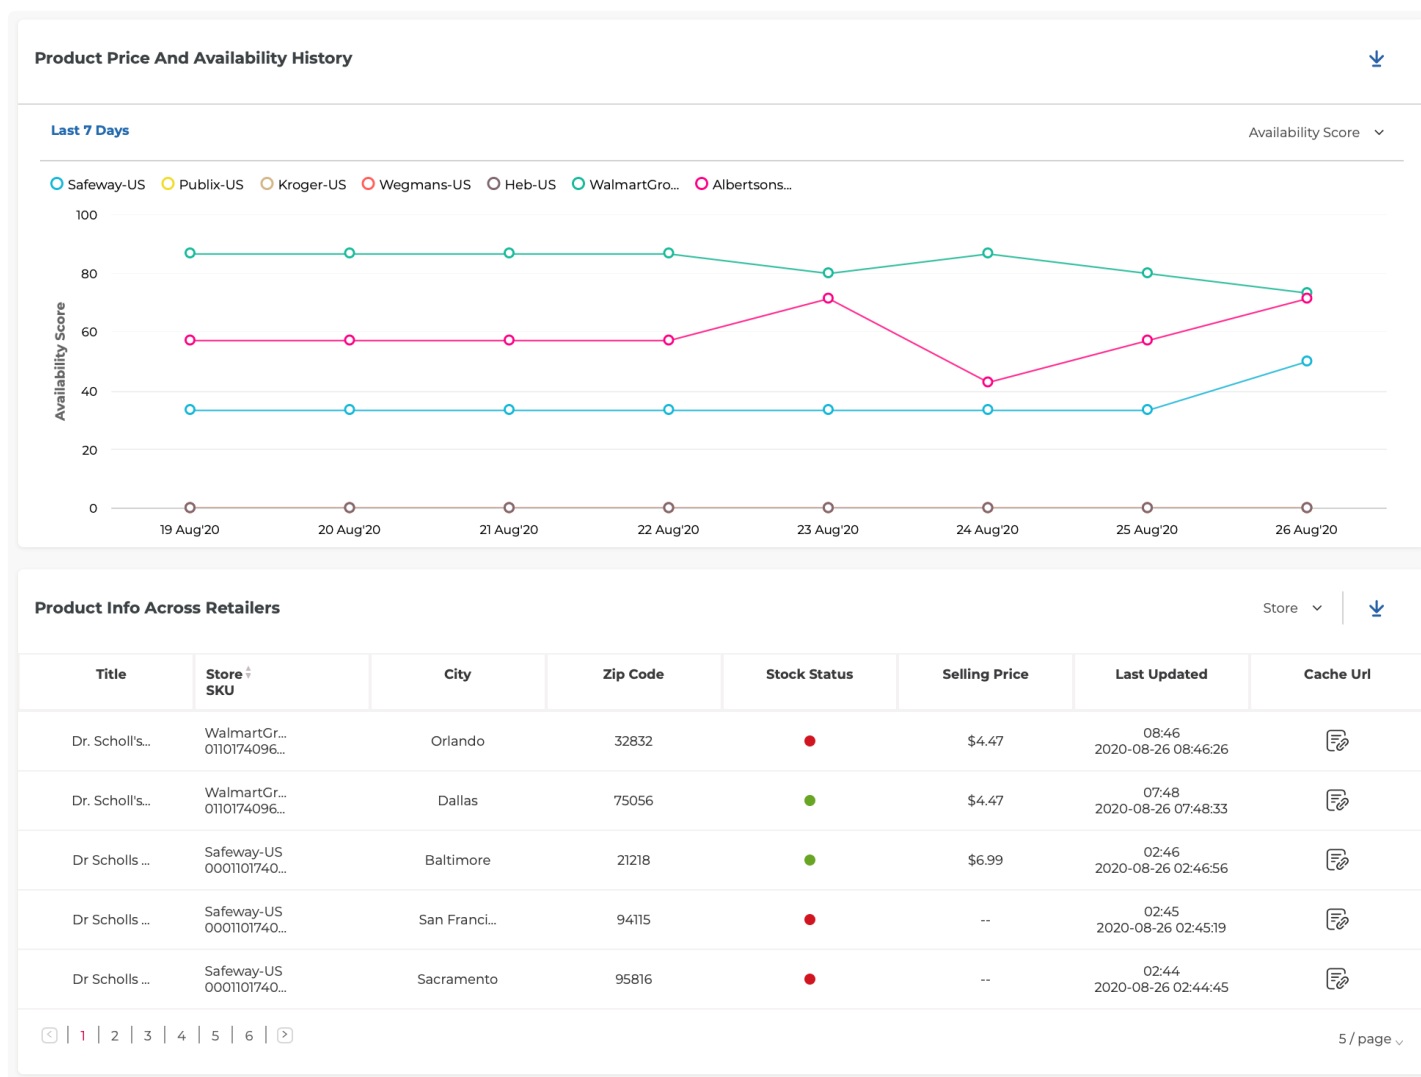 Product Price And Availability History
Last 7 Days
Availability Score
Safeway-US Publix-US Kroger-US Wegmans-US Heb-US WalmartGro... Albertsons...
Availability Score
100
80
60
40
20
0
19 Aug'20 20 Aug'20 21 Aug'20 22 Aug'20 23 Aug'20 24 Aug'20 25 Aug'20 26 Aug'20
Product Info Across Retailers
Store
Title Store City Zip Code Stock Status Selling Price Last Updated Cache Url
SKU
WalmartGr... 08:46
Dr. Scholl's... Orlando 32832 $4.47
0110174096... 2020-08-26 08:46:26
WalmartGr... 07:48
Dr. Scholl's... Dallas 75056 $4.47
0110174096... 2020-08-26 07:48:33
Safeway-US 02:46
Dr Scholls ... Baltimore 21218 $6.99
0001101740... 2020-08-26 02:46:56
Safeway-US 02:45
Dr Scholls ... San Franci... 94115 --
0001101740... 2020-08-26 02:45:19
Safeway-US 02:44
Dr Scholls ... Sacramento 95816 --
0001101740... 2020-08-26 02:44:45
< | 1 | 2 | 3 | 4 | 5 | 6 | >
5 / page